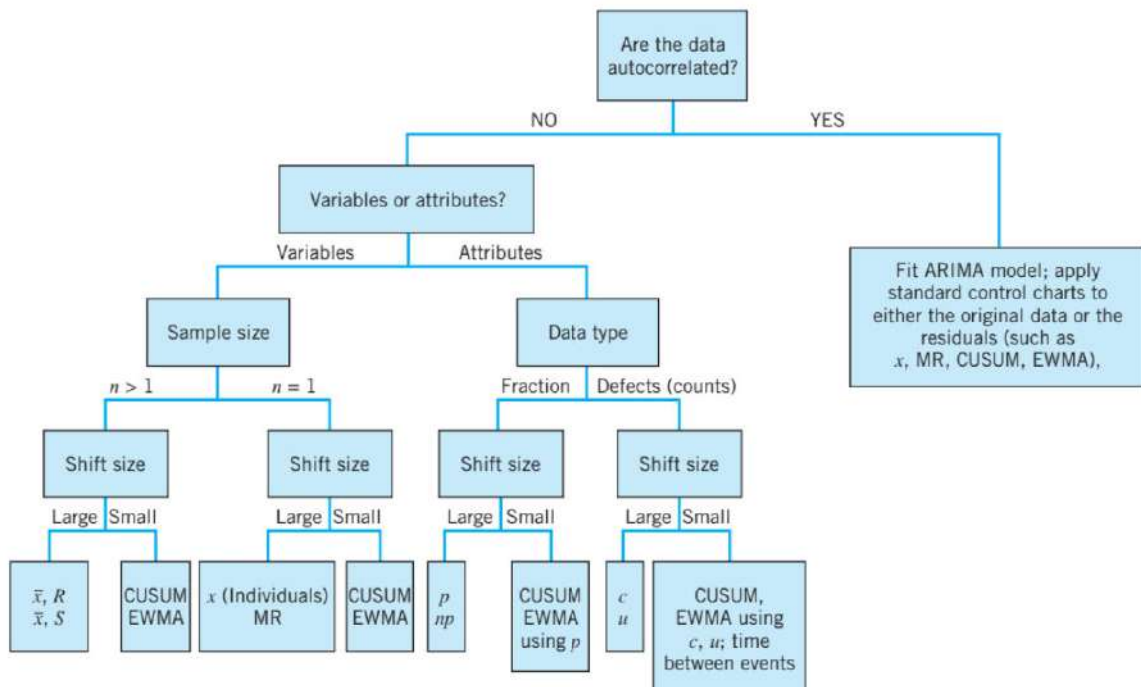 Are the data
autocorrelated?
NO
YES
Variables or attributes?
Variables
Attributes
Fit ARIMA model; apply
standard control charts to
either the original data or the
residuals (such as
x, MR, CUSUM, EWMA),
Sample size
Data type
n > 1
n = 1
Fraction
Defects (counts)
Shift size
Shift size
Shift size
Shift size
Large
Small
Large
Small
Large
Small
Large
Small
x̄, R
x̄, S
CUSUM
EWMA
x (Individuals)
MR
CUSUM
EWMA
p
np
CUSUM
EWMA
using p
c
u
CUSUM,
EWMA using
c, u; time
between events